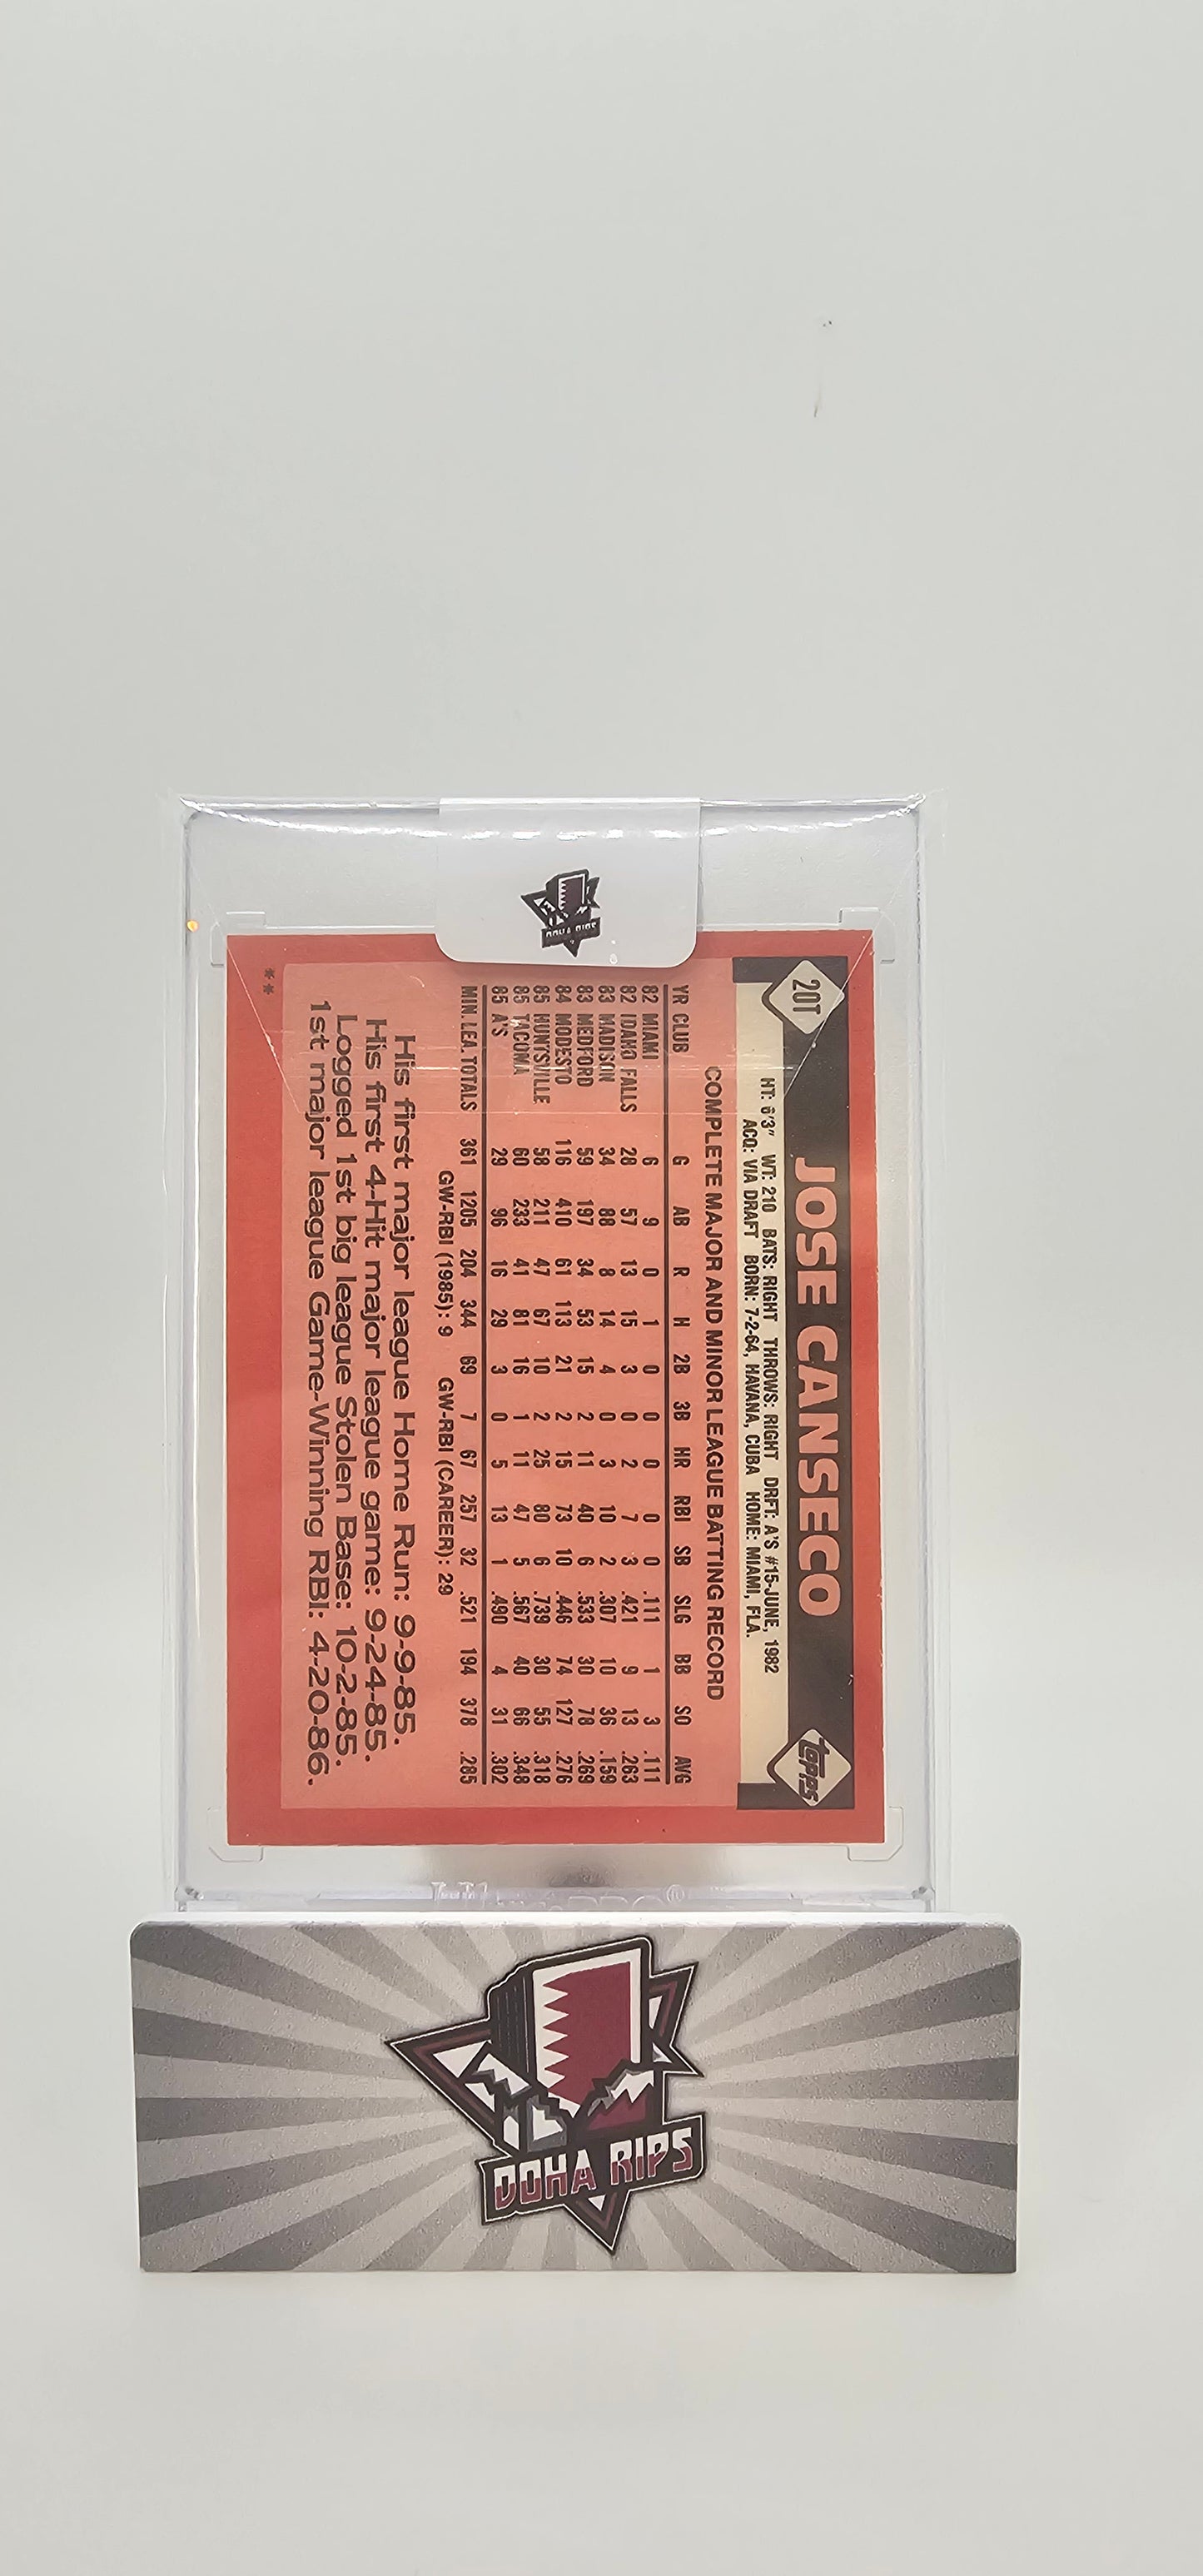 DOHA RIPS
20T
JOSE CANSECO
topps
HT: 6'3" WT: 210 BATS: RIGHT THROWS: RIGHT DRFT: A'S #15-JUNE, 1982
ACQ: VIA DRAFT BORN: 7-2-64, HAVANA, CUBA HOME: MIAMI, FLA.
COMPLETE MAJOR AND MINOR LEAGUE BATTING RECORD
YR CLUB G AB R H 2B 3B HR RBI SB SLG BB SO AVG
82 MIAMI 6 9 0 1 0 0 0 0 0 .111 1 3 .111
82 IDAHO FALLS 28 57 13 15 3 0 2 7 3 .421 9 13 .263
83 MADISON 34 88 8 14 4 0 3 10 2 .307 10 36 .159
83 MEDFORD 59 197 34 53 15 2 11 40 6 .533 30 78 .269
84 MODESTO 116 410 61 113 21 2 15 73 10 .446 74 127 .276
85 HUNTSVILLE 58 211 47 67 10 2 25 80 6 .739 30 55 .318
85 TACOMA 60 233 41 81 16 1 11 47 5 .567 40 66 .348
85 A'S 29 96 16 29 3 0 5 13 1 .490 4 31 .302
MIN. LEA. TOTALS 361 1205 204 344 69 7 67 257 32 .521 194 378 .285
GW-RBI (1985): 9 GW-RBI (CAREER): 29
His first major league Home Run: 9-9-85.
His first 4-Hit major league game: 9-24-85.
Logged 1st big league Stolen Base: 10-2-85.
1st major league Game-Winning RBI: 4-20-86.
**
DOHA RIPS